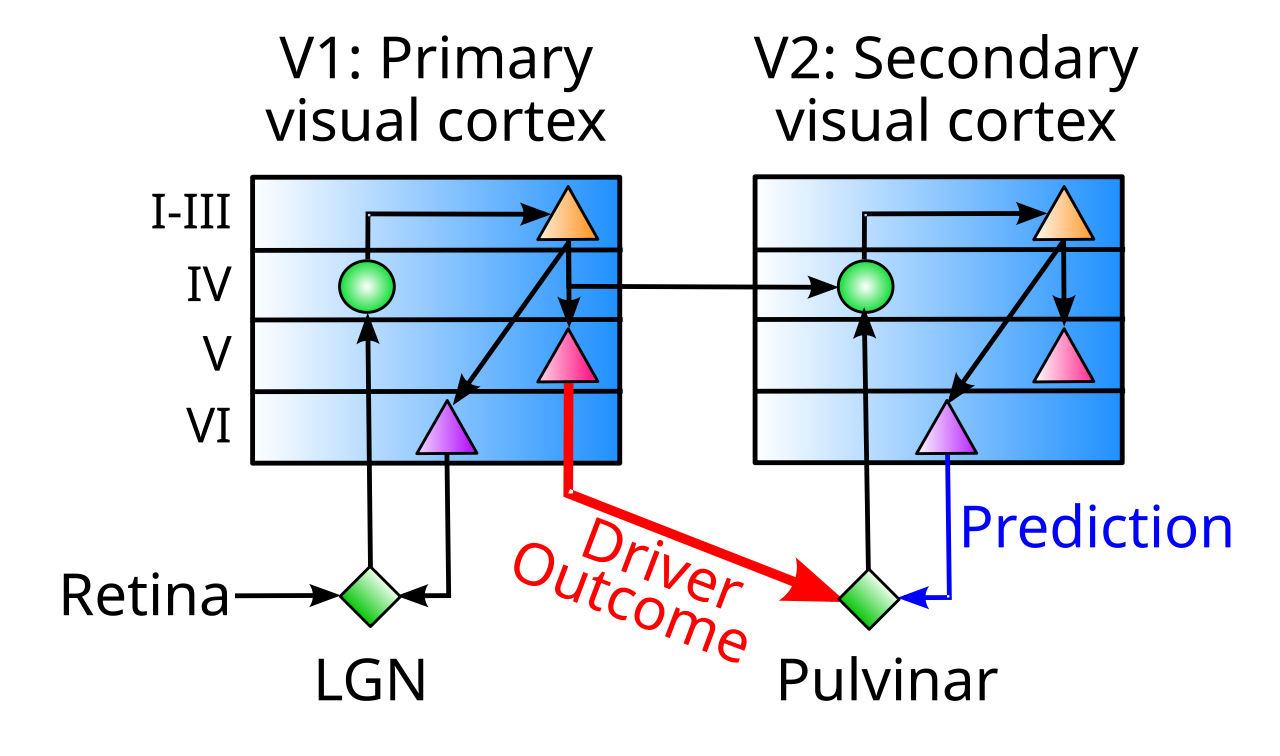 V1: Primary
visual cortex
V2: Secondary
visual cortex
I-III
IV
V
VI
Prediction
Driver
Outcome
Retina
LGN
Pulvinar